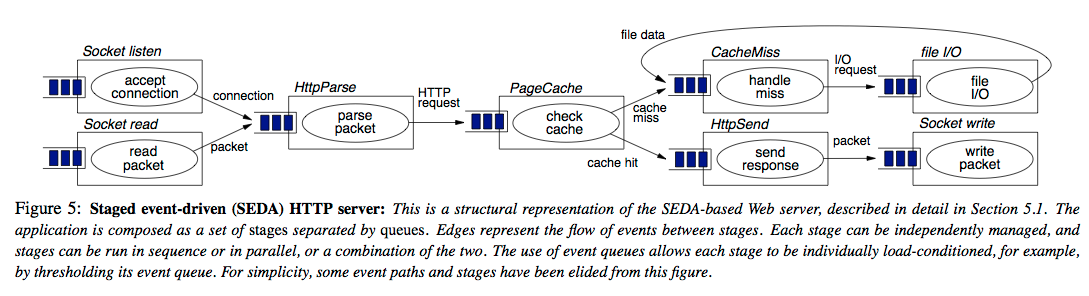 Socket listen
accept
connection
connection
Socket read
read
packet
packet
HttpParse
parse
packet
HTTP
request
PageCache
check
cache
cache
miss
cache hit
file data
CacheMiss
handle
miss
I/O
request
file I/O
file
I/O
HttpSend
send
response
packet
Socket write
write
packet
Figure 5: Staged event-driven (SEDA) HTTP server: This is a structural representation of the SEDA-based Web server, described in detail in Section 5.1. The
application is composed as a set of stages separated by queues. Edges represent the flow of events between stages. Each stage can be independently managed, and
stages can be run in sequence or in parallel, or a combination of the two. The use of event queues allows each stage to be individually load-conditioned, for example,
by thresholding its event queue. For simplicity, some event paths and stages have been elided from this figure.